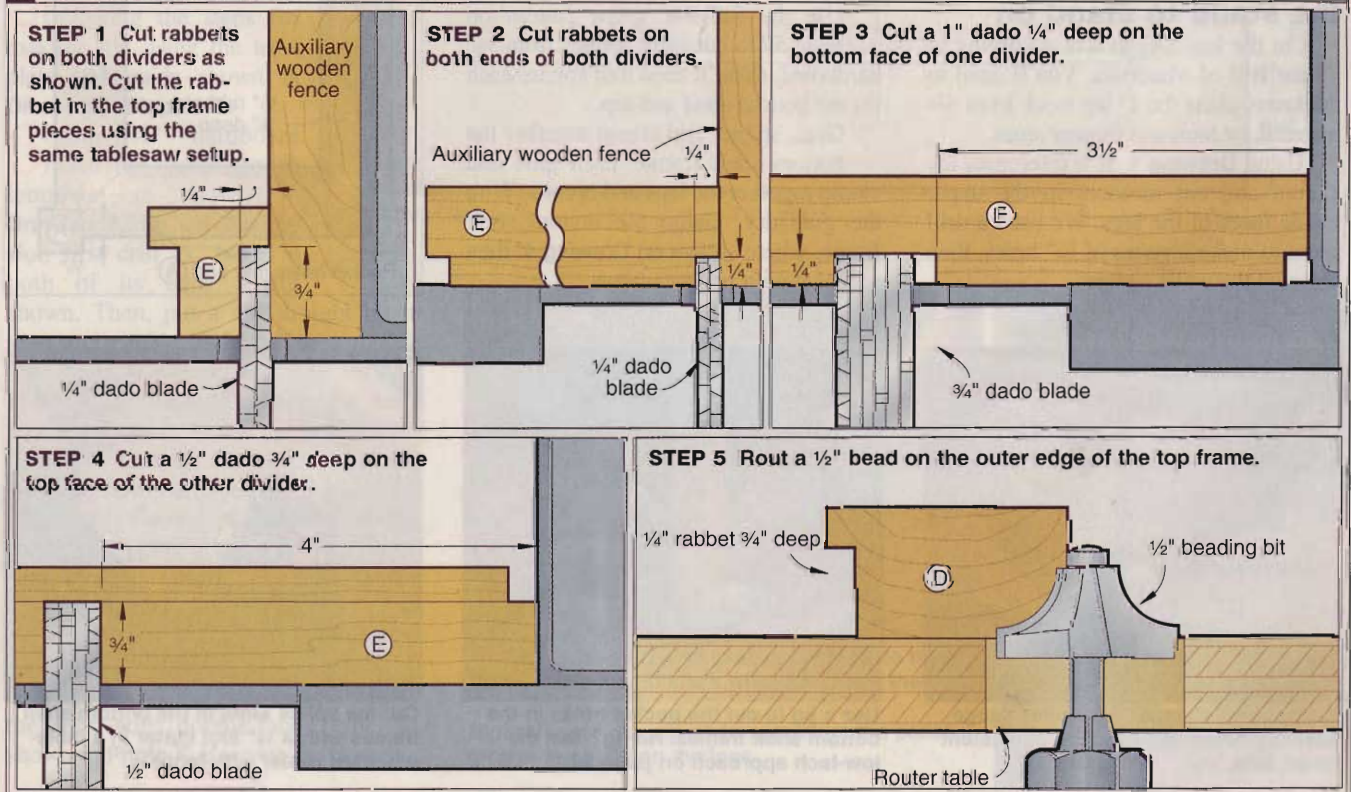 STEP 1 Cut rabbets
on both dividers as
shown. Cut the rab-
bet in the top frame
pieces using the
same tablesaw setup.
Auxiliary
wooden
fence
1/4"
E
3/4"
1/4" dado blade
STEP 2 Cut rabbets on
both ends of both dividers.
Auxiliary wooden fence
1/4"
E
1/4"
1/4" dado
blade
STEP 3 Cut a 1" dado 1/4" deep on the
bottom face of one divider.
3 1/2"
E
1/4"
3/4" dado blade
STEP 4 Cut a 1/2" dado 3/4" deep on the
top face of the other divider.
4"
3/4"
E
1/2" dado blade
STEP 5 Rout a 1/2" bead on the outer edge of the top frame.
1/4" rabbet 3/4" deep
D
1/2" beading bit
Router table